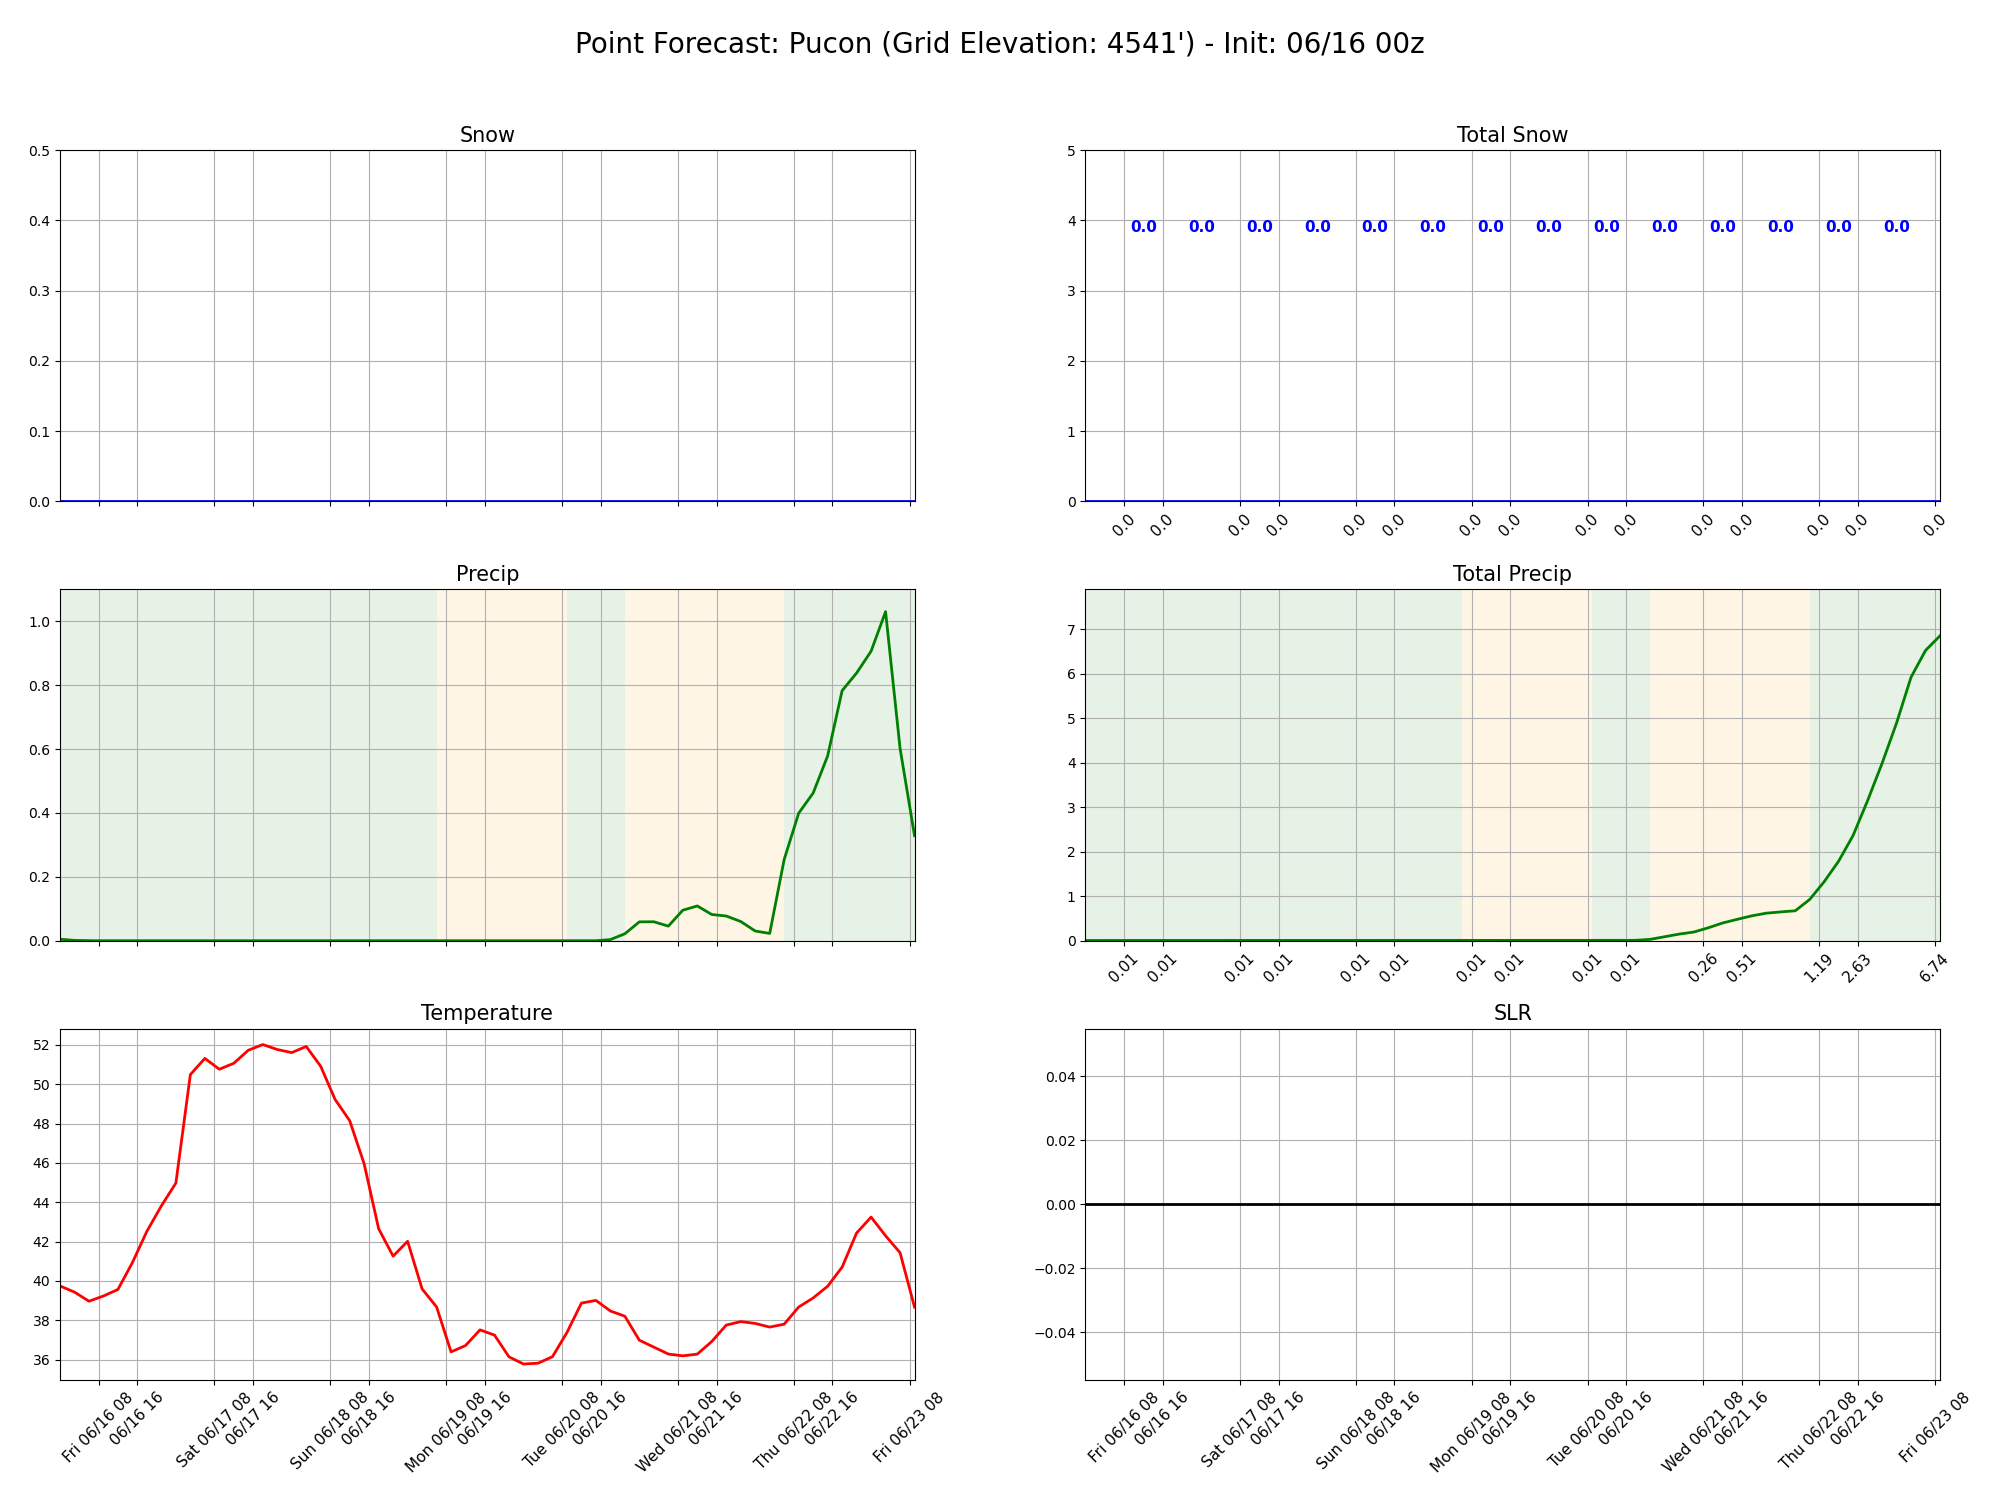 Point Forecast: Pucon (Grid Elevation: 4541') - Init: 06/16 00z
Snow
0.5
0.4
0.3
0.2
0.1
0.0
Total Snow
5
4
3
2
1
0
0.0 0.0 0.0 0.0 0.0 0.0 0.0 0.0 0.0 0.0 0.0 0.0 0.0 0.0
0.0 0.0 0.0 0.0 0.0 0.0 0.0 0.0 0.0 0.0 0.0 0.0 0.0 0.0 0.0
Precip
1.0
0.8
0.6
0.4
0.2
0.0
Total Precip
7
6
5
4
3
2
1
0
0.01 0.01 0.01 0.01 0.01 0.01 0.01 0.01 0.01 0.01 0.26 0.51 1.19 2.63 6.74
Temperature
52
50
48
46
44
42
40
38
36
Fri 06/16 08
06/16 16
Sat 06/17 08
06/17 16
Sun 06/18 08
06/18 16
Mon 06/19 08
06/19 16
Tue 06/20 08
06/20 16
Wed 06/21 08
06/21 16
Thu 06/22 08
06/22 16
Fri 06/23 08
SLR
0.04
0.02
0.00
−0.02
−0.04
Fri 06/16 08
06/16 16
Sat 06/17 08
06/17 16
Sun 06/18 08
06/18 16
Mon 06/19 08
06/19 16
Tue 06/20 08
06/20 16
Wed 06/21 08
06/21 16
Thu 06/22 08
06/22 16
Fri 06/23 08